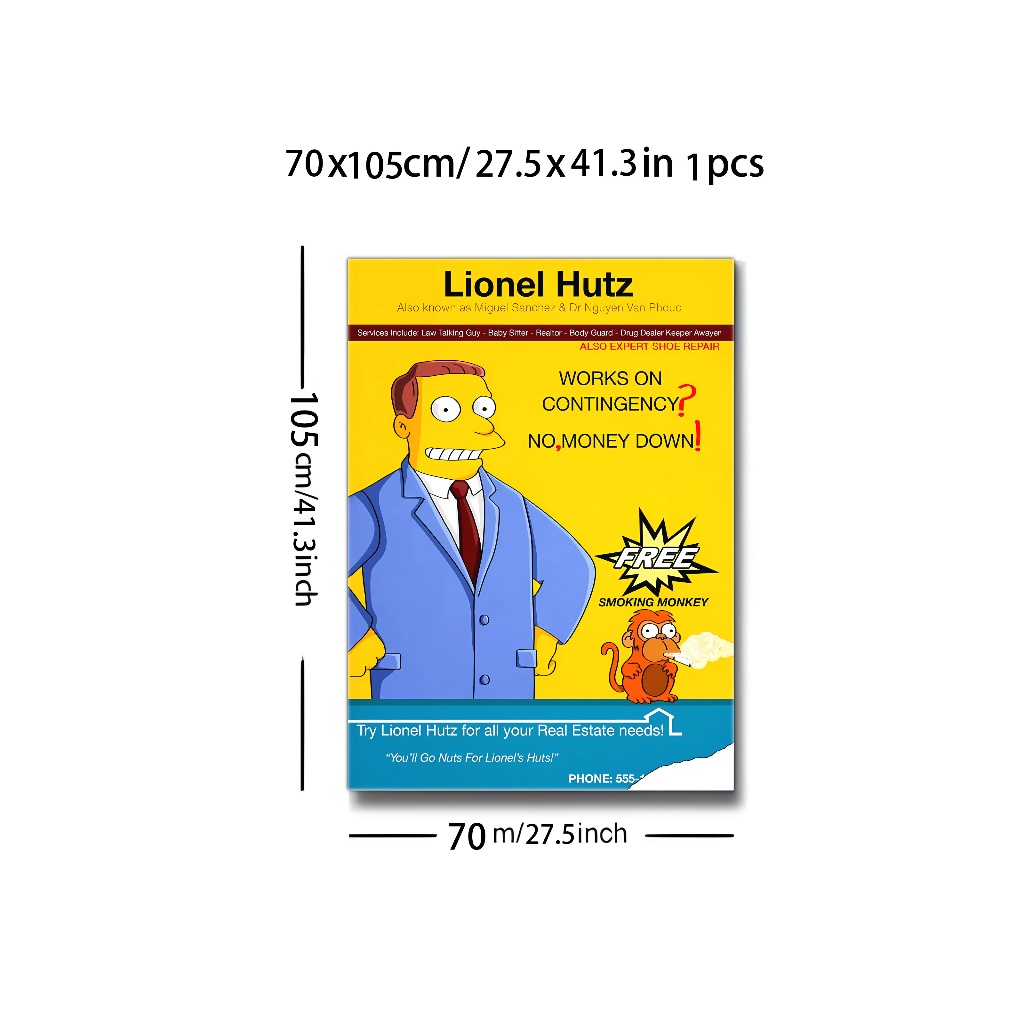 70x105cm/ 27.5x41.3in 1pcs
105cm/41.3inch
Lionel Hutz
Also known as Miguel Sanchez & Dr Nguyen Van Phouc
Services Include: Law Talking Guy - Baby Sitter - Realtor - Body Guard - Drug Dealer Keeper Awayer
ALSO EXPERT SHOE REPAIR
WORKS ON
CONTINGENCY?
NO,MONEY DOWN!
FREE
SMOKING MONKEY
Try Lionel Hutz for all your Real Estate needs!
"You'll Go Nuts For Lionel's Huts!"
PHONE: 555-
70 m/27.5inch